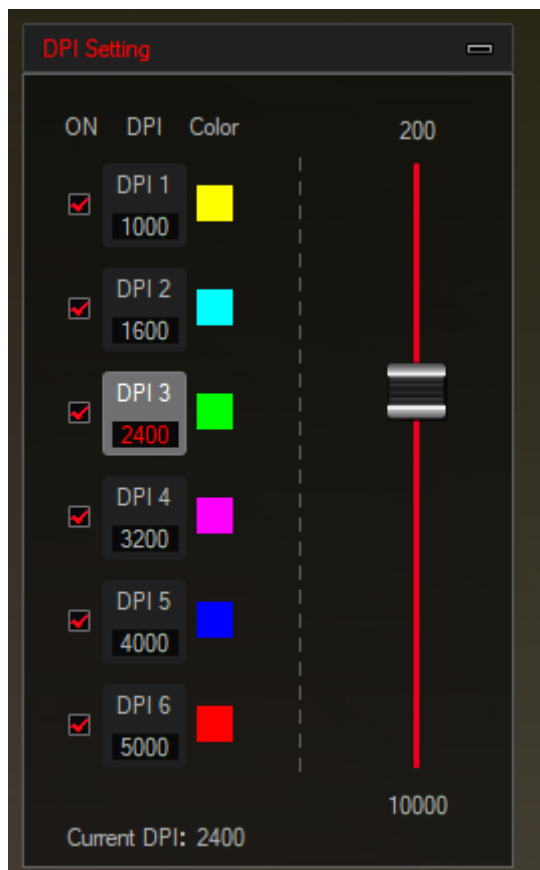 DPI Setting
ON DPI Color
200
DPI 1
1000
DPI 2
1600
DPI 3
2400
DPI 4
3200
DPI 5
4000
DPI 6
5000
10000
Current DPI: 2400